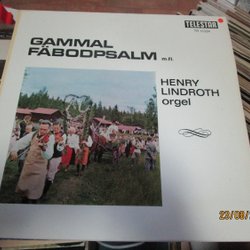 TELESTAR
GAMMAL
FÄBODPSALM m.fl.
HENRY
LINDROTH
orgel